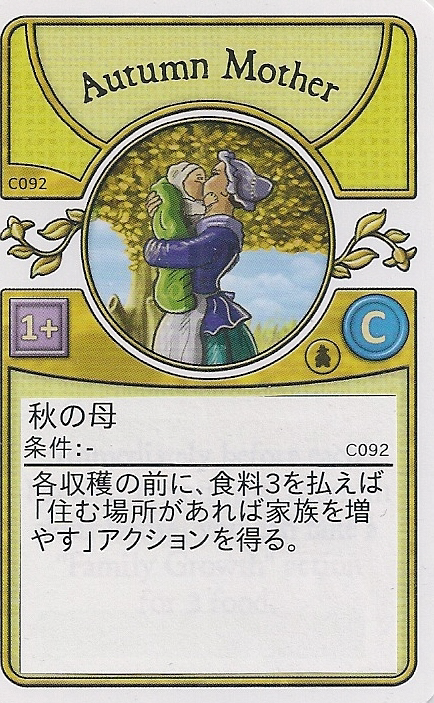 Autumn Mother
C092
1+
C
秋の母
条件:-
C092
各収穫の前に、食料3を払えば
「住む場所があれば家族を増
やす」アクションを得る。